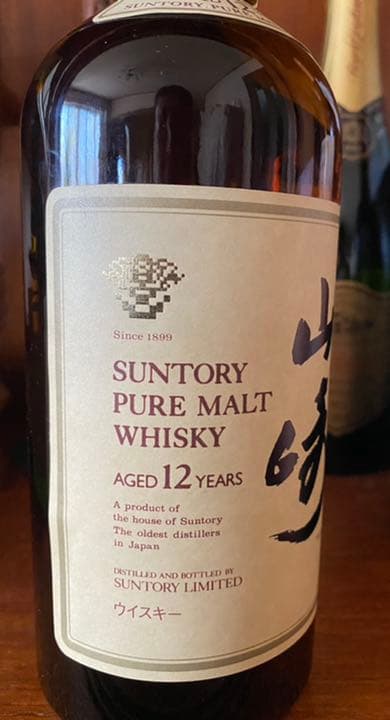 SUNTORY PURE
Since 1899
SUNTORY
PURE MALT
WHISKY
AGED 12 YEARS
A product of
the house of Suntory
The oldest distillers
in Japan
DISTILLED AND BOTTLED BY
SUNTORY LIMITED
ウイスキー
山崎